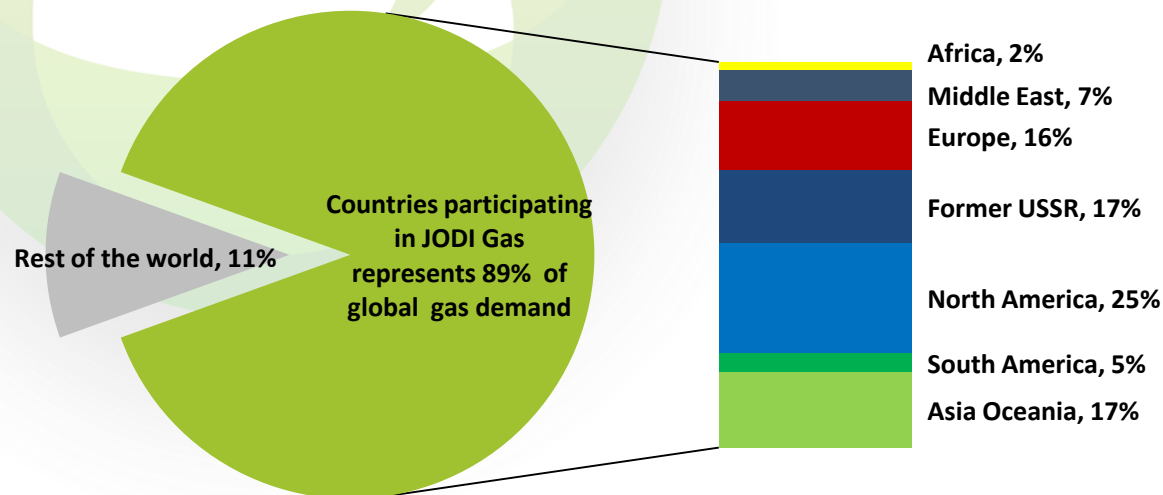 Rest of the world, 11%
Countries participating
in JODI Gas
represents 89% of
global gas demand
Africa, 2%
Middle East, 7%
Europe, 16%
Former USSR, 17%
North America, 25%
South America, 5%
Asia Oceania, 17%